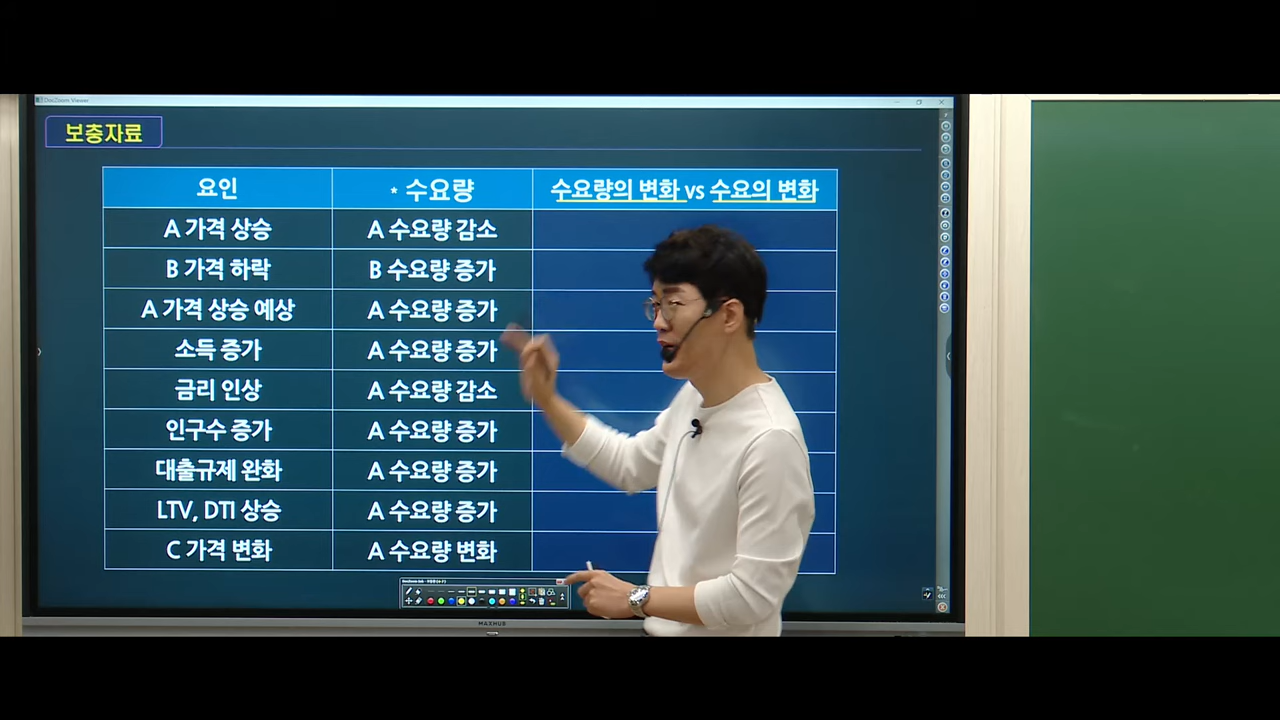 DocZoom Viewer
보충자료
요인 * 수요량 수요량의 변화 vs 수요의 변화
A 가격 상승 A 수요량 감소
B 가격 하락 B 수요량 증가
A 가격 상승 예상 A 수요량 증가
소득 증가 A 수요량 증가
금리 인상 A 수요량 감소
인구수 증가 A 수요량 증가
대출규제 완화 A 수요량 증가
LTV, DTI 상승 A 수요량 증가
C 가격 변화 A 수요량 변화
MAXHUB